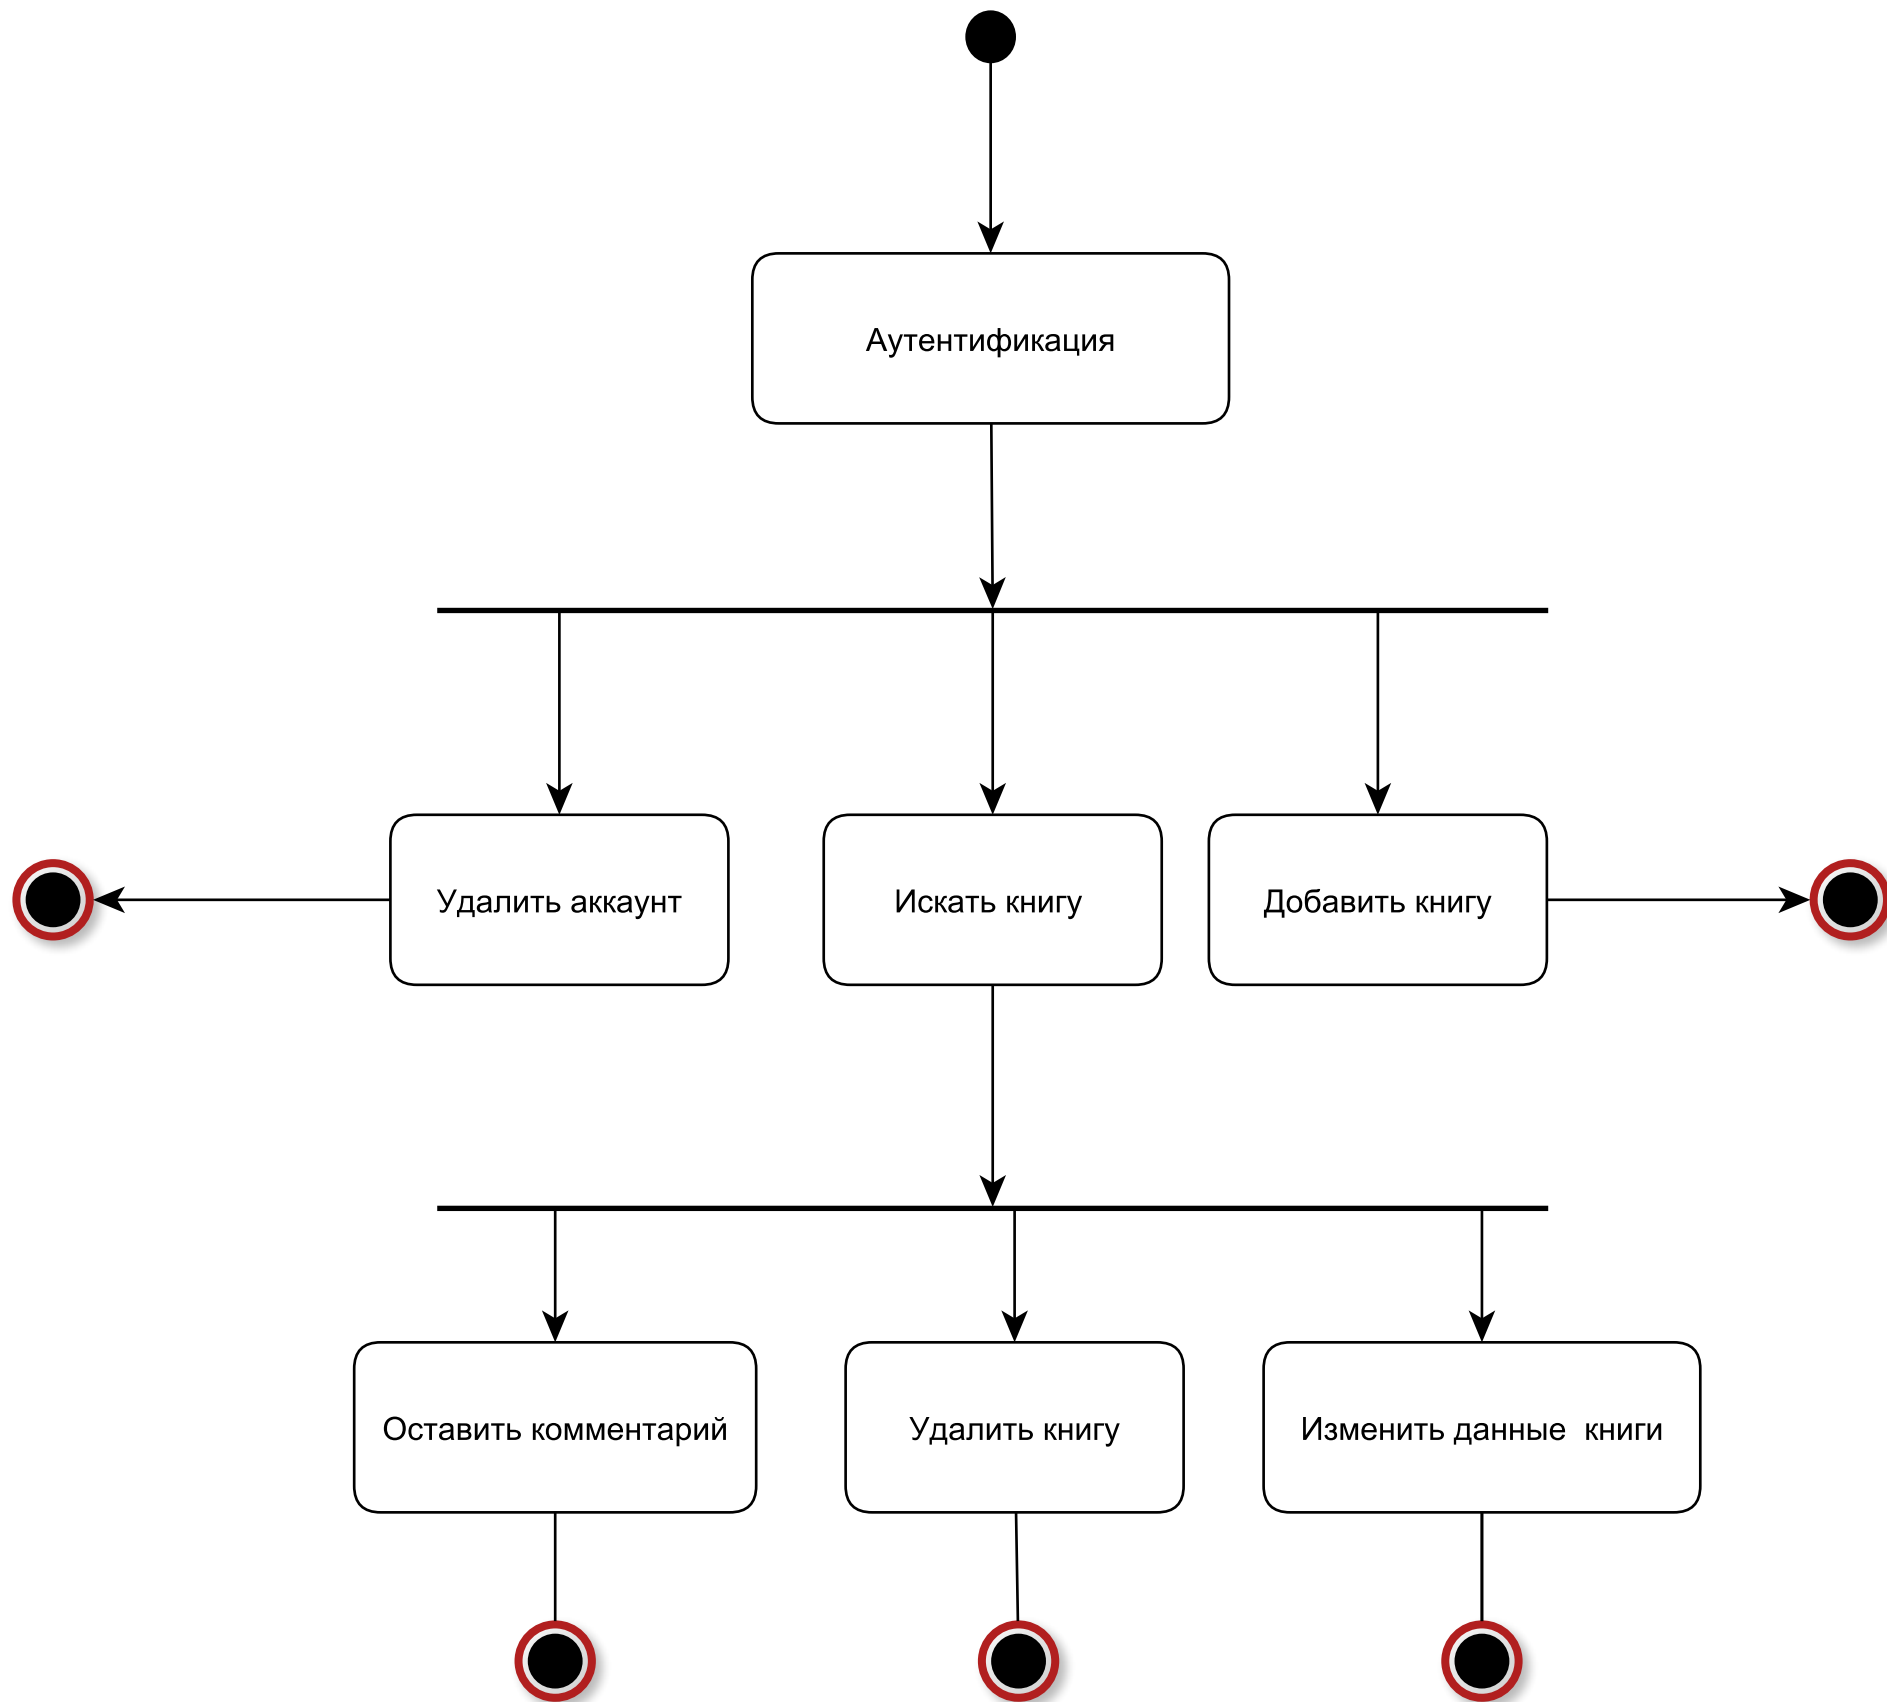 Аутентификация
Удалить аккаунт
Искать книгу
Добавить книгу
Оставить комментарий
Удалить книгу
Изменить данные  книги